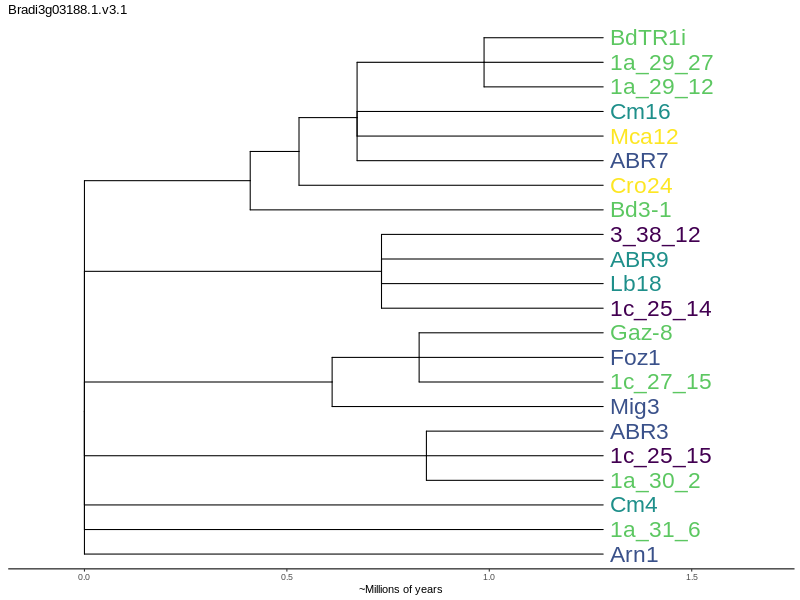 Bradi3g03188.1.v3.1
BdTR1i
1a_29_27
1a_29_12
Cm16
Mca12
ABR7
Cro24
Bd3-1
3_38_12
ABR9
Lb18
1c_25_14
Gaz-8
Foz1
1c_27_15
Mig3
ABR3
1c_25_15
1a_30_2
Cm4
1a_31_6
Arn1
0.0 0.5 1.0 1.5
~Millions of years